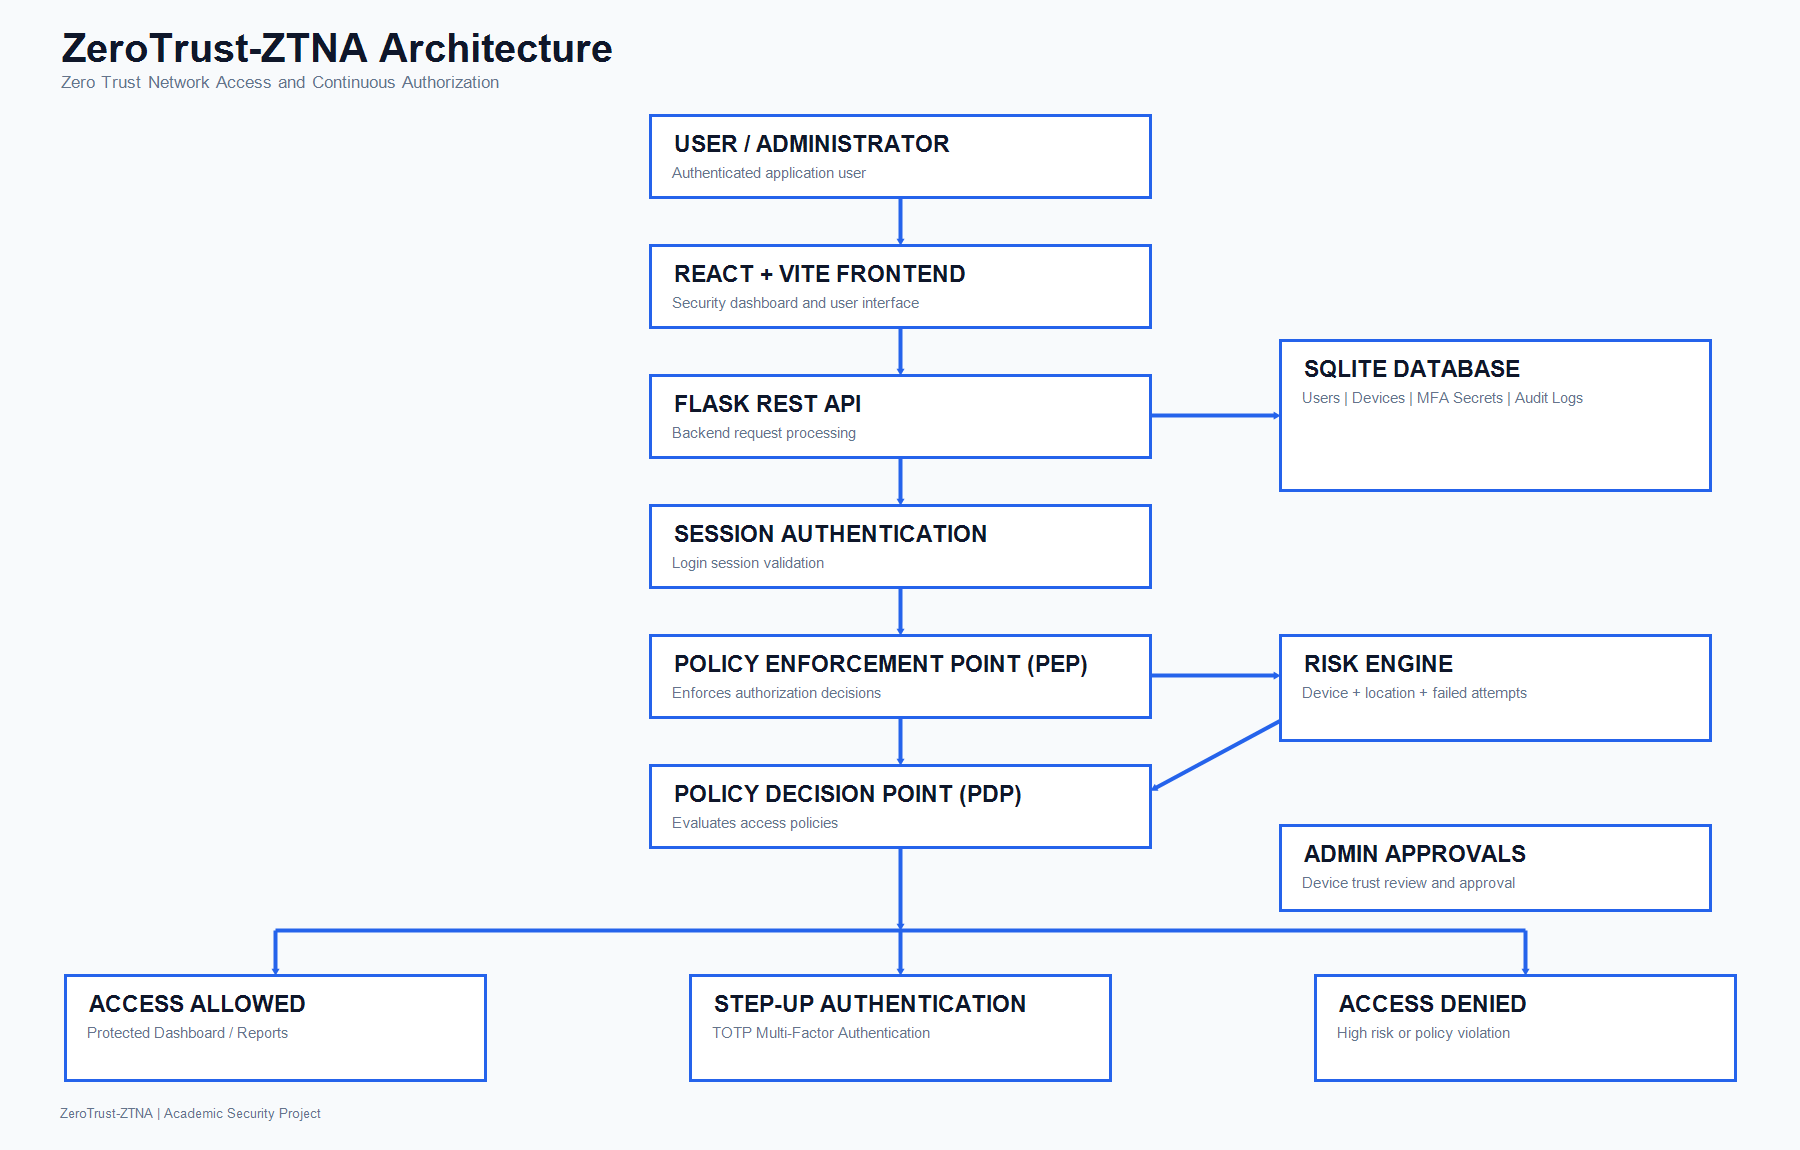 ZeroTrust-ZTNA Architecture
Zero Trust Network Access and Continuous Authorization
USER / ADMINISTRATOR
Authenticated application user
REACT + VITE FRONTEND
Security dashboard and user interface
FLASK REST API
Backend request processing
SQLITE DATABASE
Users | Devices | MFA Secrets | Audit Logs
SESSION AUTHENTICATION
Login session validation
POLICY ENFORCEMENT POINT (PEP)
Enforces authorization decisions
RISK ENGINE
Device + location + failed attempts
POLICY DECISION POINT (PDP)
Evaluates access policies
ADMIN APPROVALS
Device trust review and approval
ACCESS ALLOWED
Protected Dashboard / Reports
STEP-UP AUTHENTICATION
TOTP Multi-Factor Authentication
ACCESS DENIED
High risk or policy violation
ZeroTrust-ZTNA | Academic Security Project